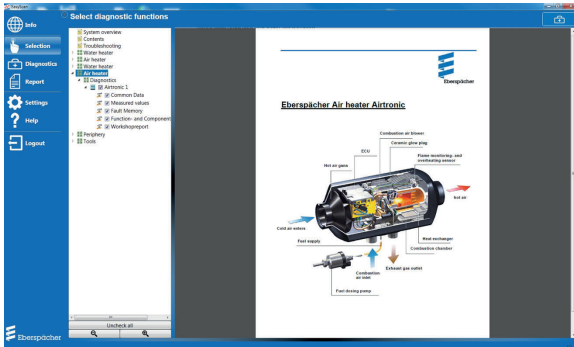 EasyScan
Info
Selection
Diagnostics
Report
Settings
Help
Logout
Eberspächer
Select diagnostic functions
System overview
Contents
Troubleshooting
Water heater
Air heater
Water heater
Air heater
Diagnostics
Airtronic 1
Common Data
Measured values
Fault Memory
Function- and Component
Workshopreport
Periphery
Tools
Uncheck all
Eberspächer
Eberspächer Air heater Airtronic
Combustion air blower
Ceramic glow plug
ECU
Flame monitoring- and
overheating sensor
Hot air guns
hot air
Cold air enters
Fuel supply
Heat exchanger
Combustion chamber
Combustion
air inlet
Exhaust gas outlet
Fuel dosing pump